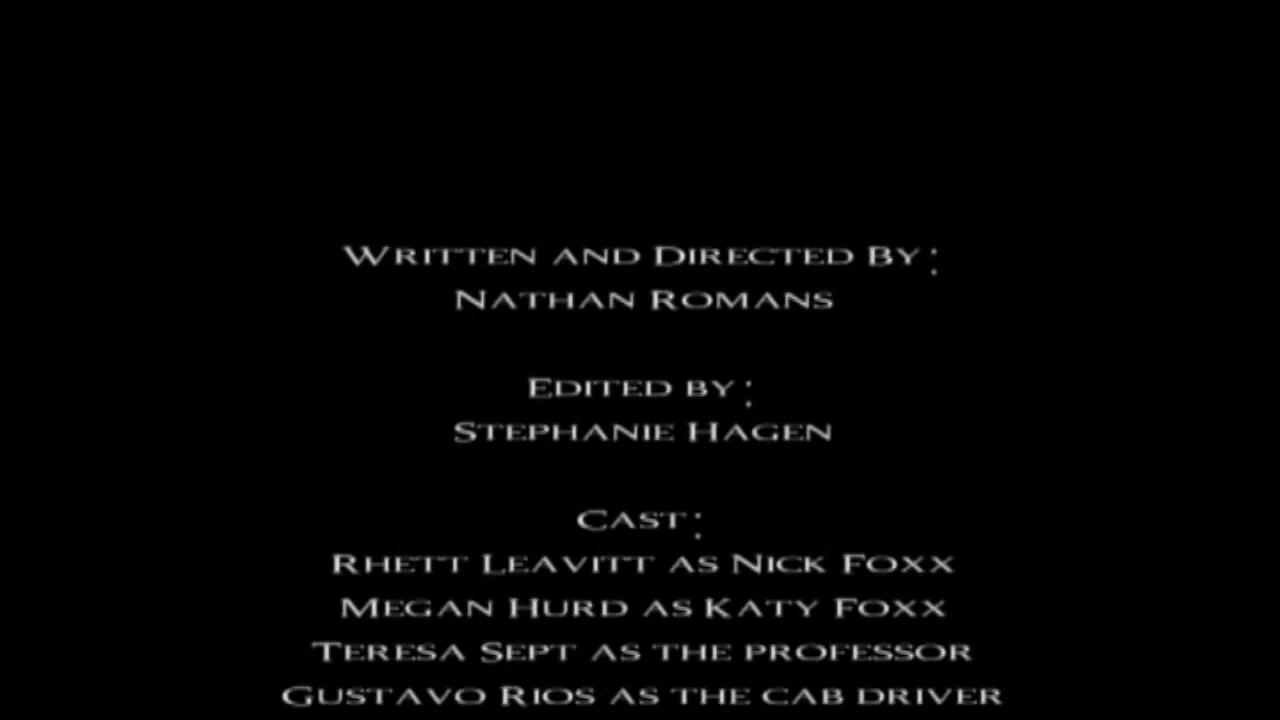 Written and Directed By:
Nathan Romans
Edited by:
Stephanie Hagen
Cast:
Rhett Leavitt as Nick Foxx
Megan Hurd as Katy Foxx
Teresa Sept as the professor
Gustavo Rios as the cab driver